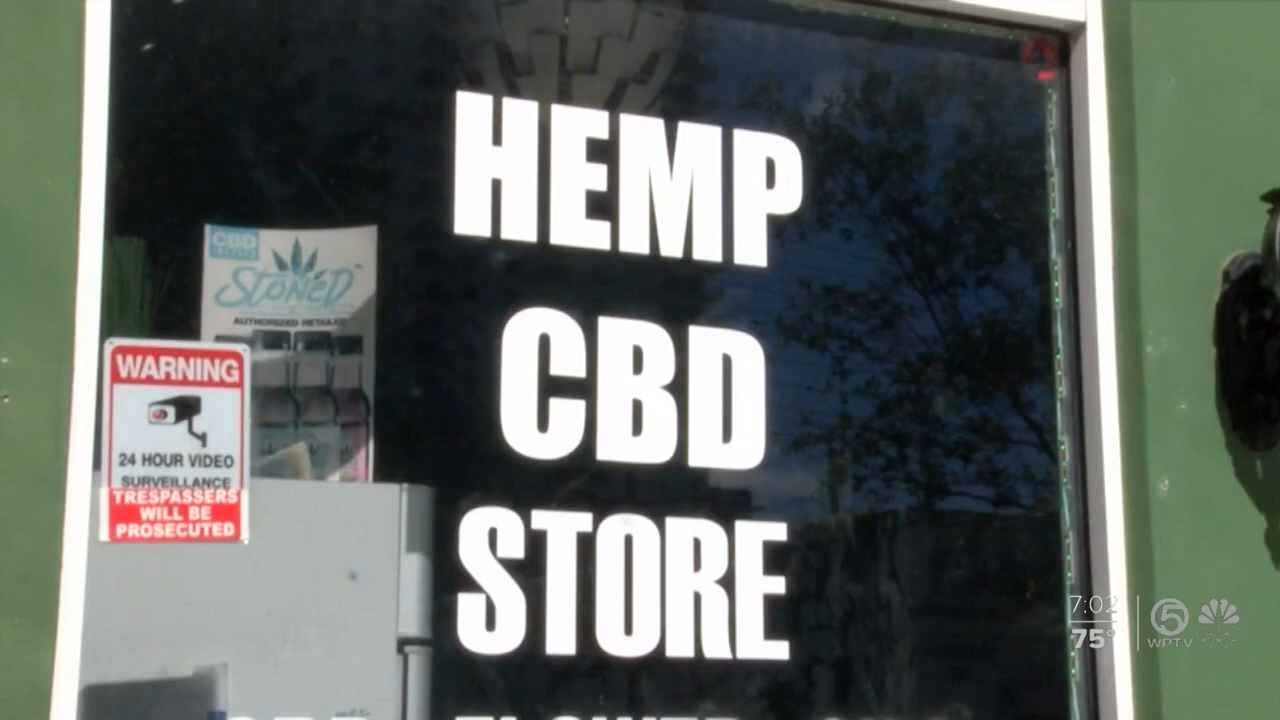 HEMP
CBD
STORE
CBD
STONED
AUTHORIZED RETAILER
WARNING
24 HOUR VIDEO
SURVEILLANCE
TRESPASSERS
WILL BE
PROSECUTED
7:02
75°
5
WPTV